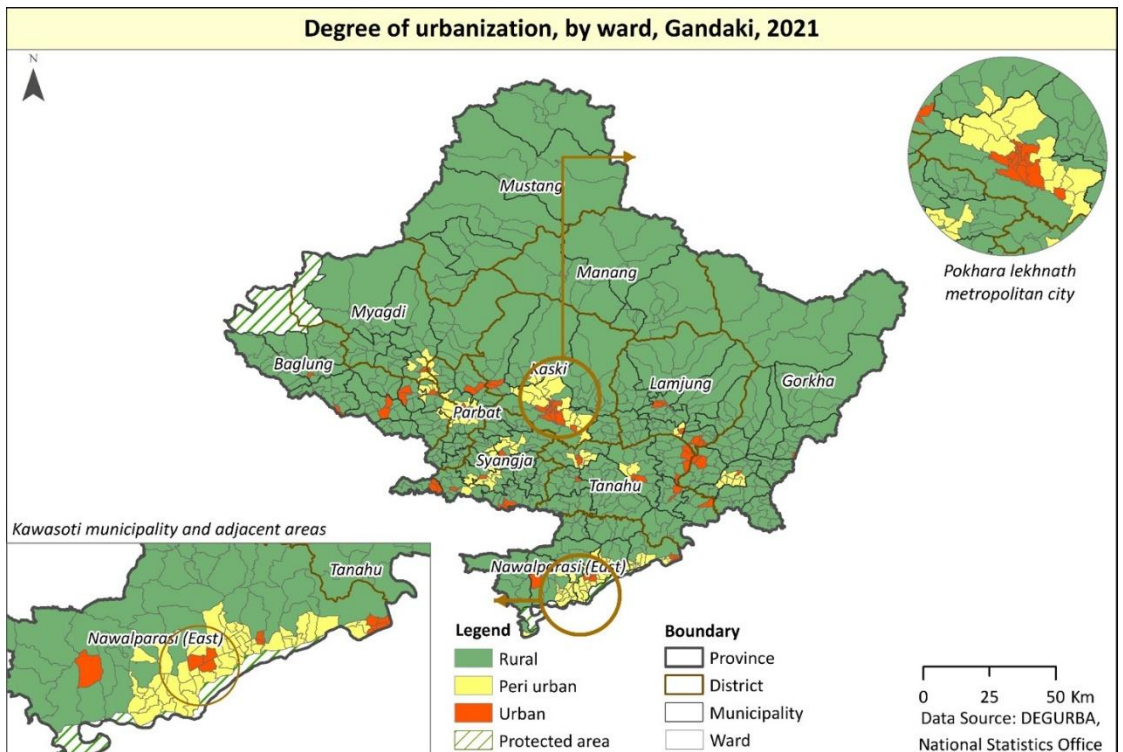 Degree of urbanization, by ward, Gandaki, 2021
N
Mustang
Manang
Pokhara lekhnath
metropolitan city
Myagdi
Baglung
Kaski
Lamjung
Gorkha
Parbat
Syangja
Tanahu
Kawasoti municipality and adjacent areas
Tanahu
Nawalparasi (East)
Nawalparasi (East)
Legend
Rural
Peri urban
Urban
Protected area
Boundary
Province
District
Municipality
Ward
0 25 50 Km
Data Source: DEGURBA,
National Statistics Office